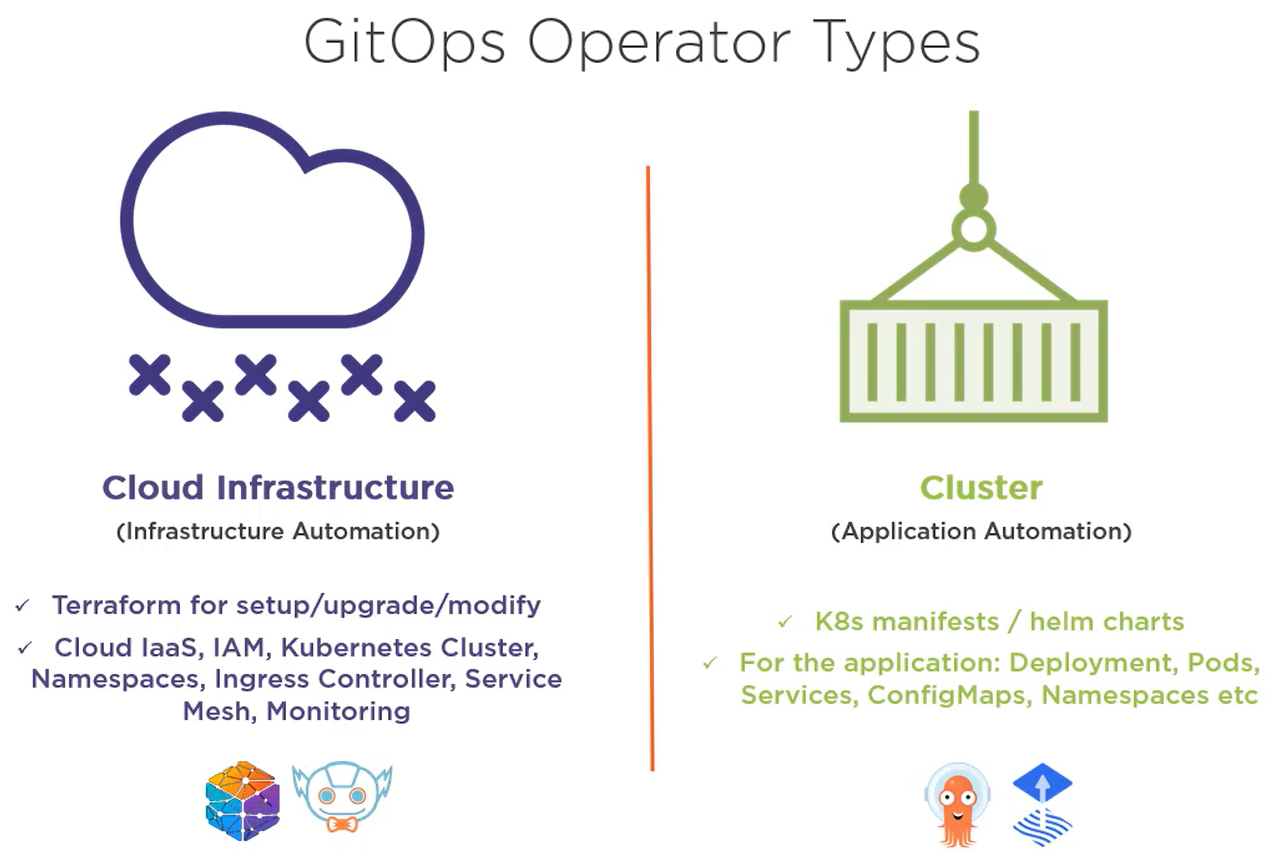 GitOps Operator Types
Cloud Infrastructure
(Infrastructure Automation)
✓ Terraform for setup/upgrade/modify
✓ Cloud IaaS, IAM, Kubernetes Cluster,
Namespaces, Ingress Controller, Service
Mesh, Monitoring
Cluster
(Application Automation)
✓ K8s manifests / helm charts
✓ For the application: Deployment, Pods,
Services, ConfigMaps, Namespaces etc